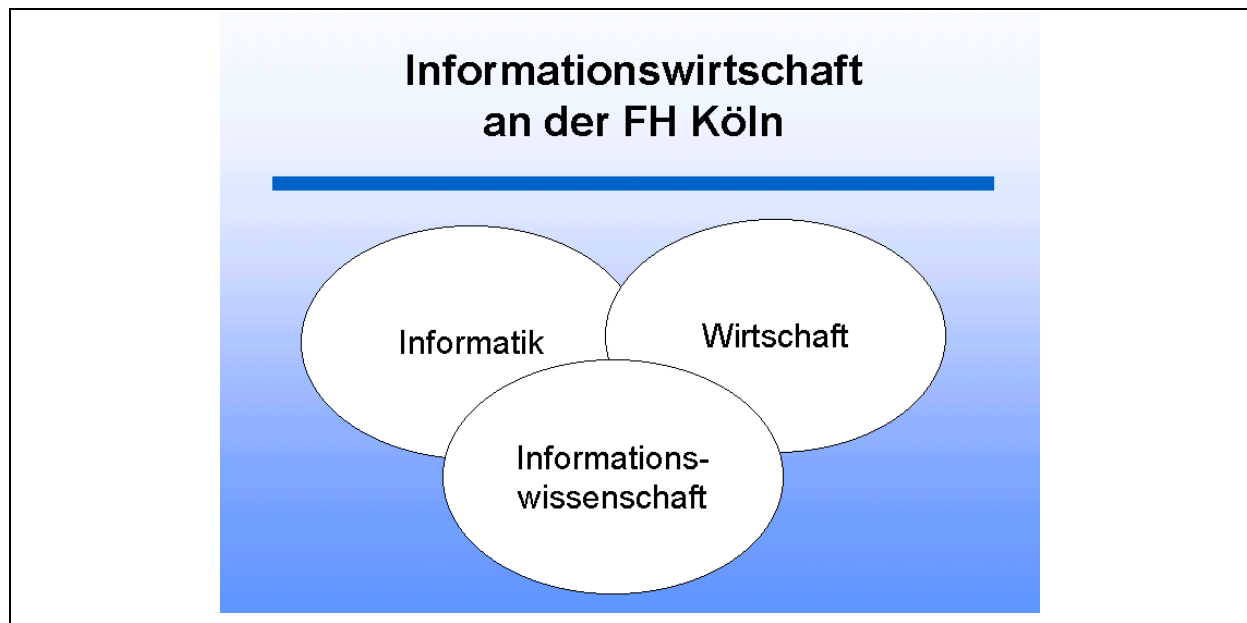 Informationswirtschaft
an der FH Köln
Informatik
Wirtschaft
Informations-
wissenschaft